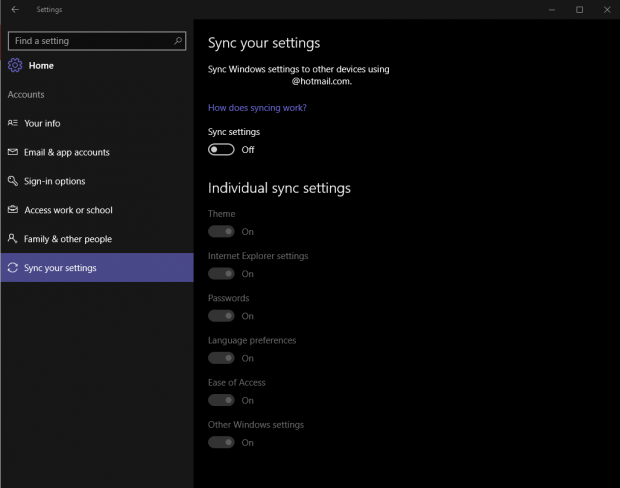 Settings
Find a setting
Home
Accounts
Your info
Email & app accounts
Sign-in options
Access work or school
Family & other people
Sync your settings
Sync your settings
Sync Windows settings to other devices using
@hotmail.com.
How does syncing work?
Sync settings
Off
Individual sync settings
Theme
On
Internet Explorer settings
On
Passwords
On
Language preferences
On
Ease of Access
On
Other Windows settings
On